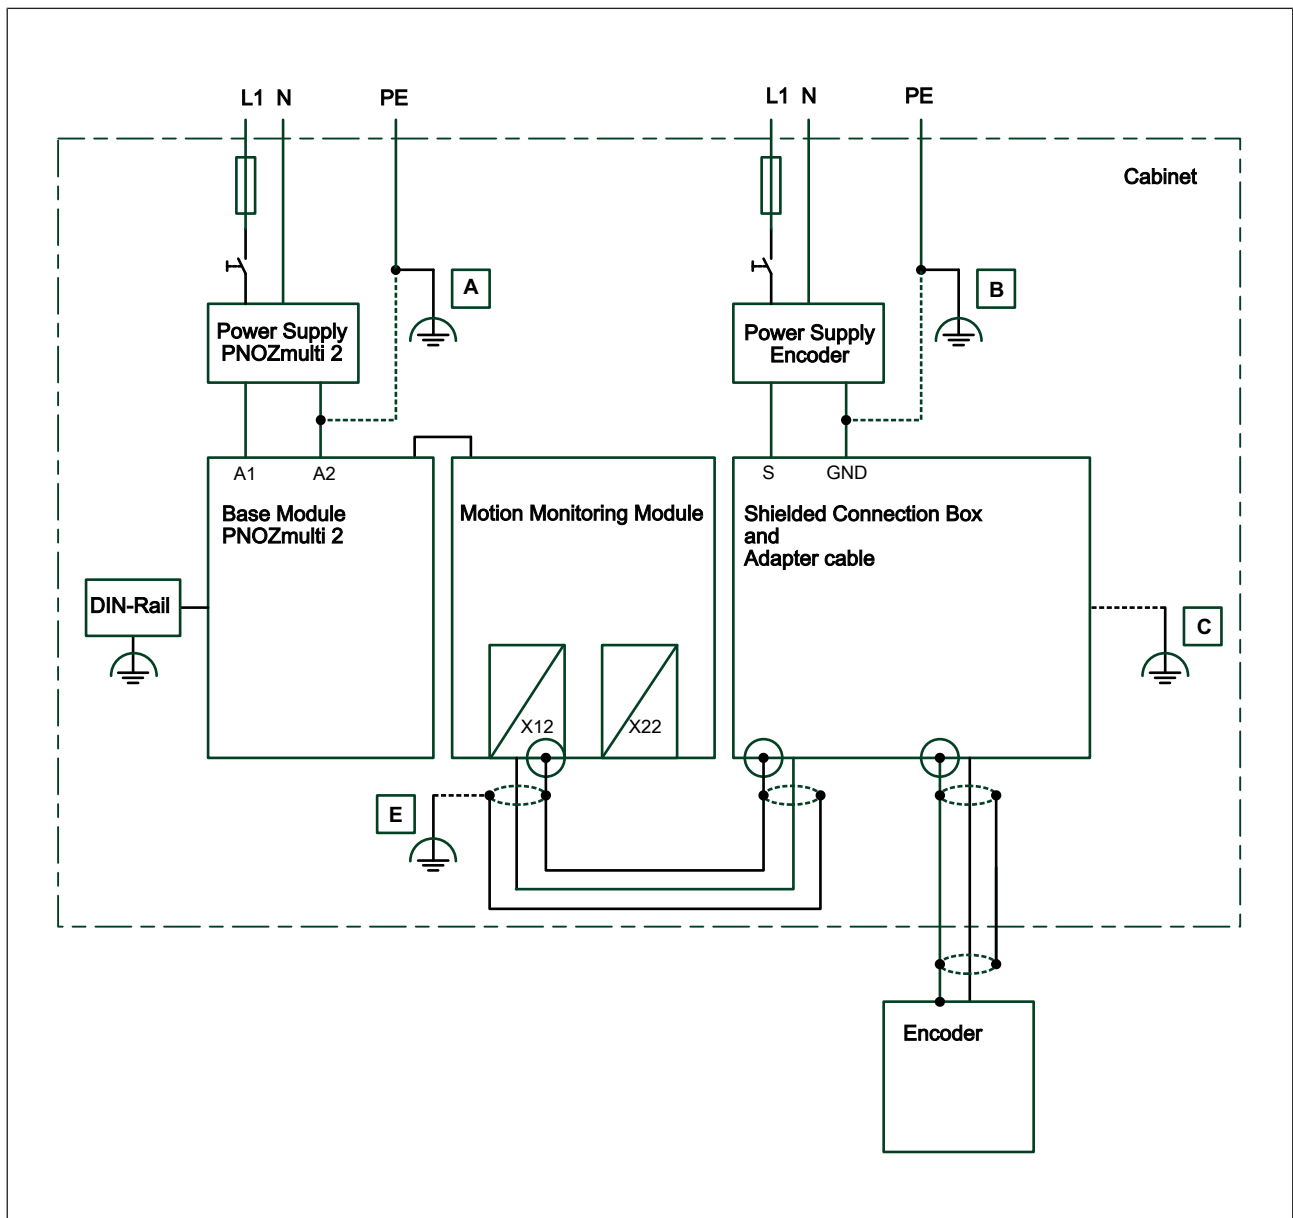 L1 N
PE
L1 N
PE
Cabinet
A
B
Power Supply
PNOZmulti 2
Power Supply
Encoder
A1
A2
S
GND
Base Module
PNOZmulti 2
Motion Monitoring Module
Shielded Connection Box
and
Adapter cable
DIN-Rail
C
X12
X22
E
Encoder